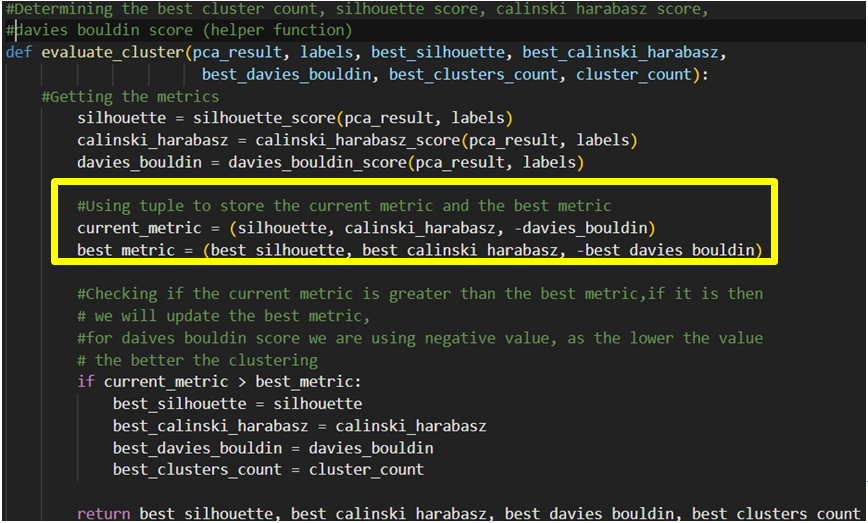 #Determining the best cluster count, silhouette score, calinski harabasz score,
#davies bouldin score (helper function)
def evaluate_cluster(pca_result, labels, best_silhouette, best_calinski_harabasz,
best_davies_bouldin, best_clusters_count, cluster_count):
#Getting the metrics
silhouette = silhouette_score(pca_result, labels)
calinski_harabasz = calinski_harabasz_score(pca_result, labels)
davies_bouldin = davies_bouldin_score(pca_result, labels)
#Using tuple to store the current metric and the best metric
current_metric = (silhouette, calinski_harabasz, -davies_bouldin)
best_metric = (best_silhouette, best_calinski_harabasz, -best_davies_bouldin)
#Checking if the current metric is greater than the best metric,if it is then
# we will update the best metric,
#for daives bouldin score we are using negative value, as the lower the value
# the better the clustering
if current_metric > best_metric:
best_silhouette = silhouette
best_calinski_harabasz = calinski_harabasz
best_davies_bouldin = davies_bouldin
best_clusters_count = cluster_count
return best_silhouette, best_calinski_harabasz, best_davies_bouldin, best_clusters_count